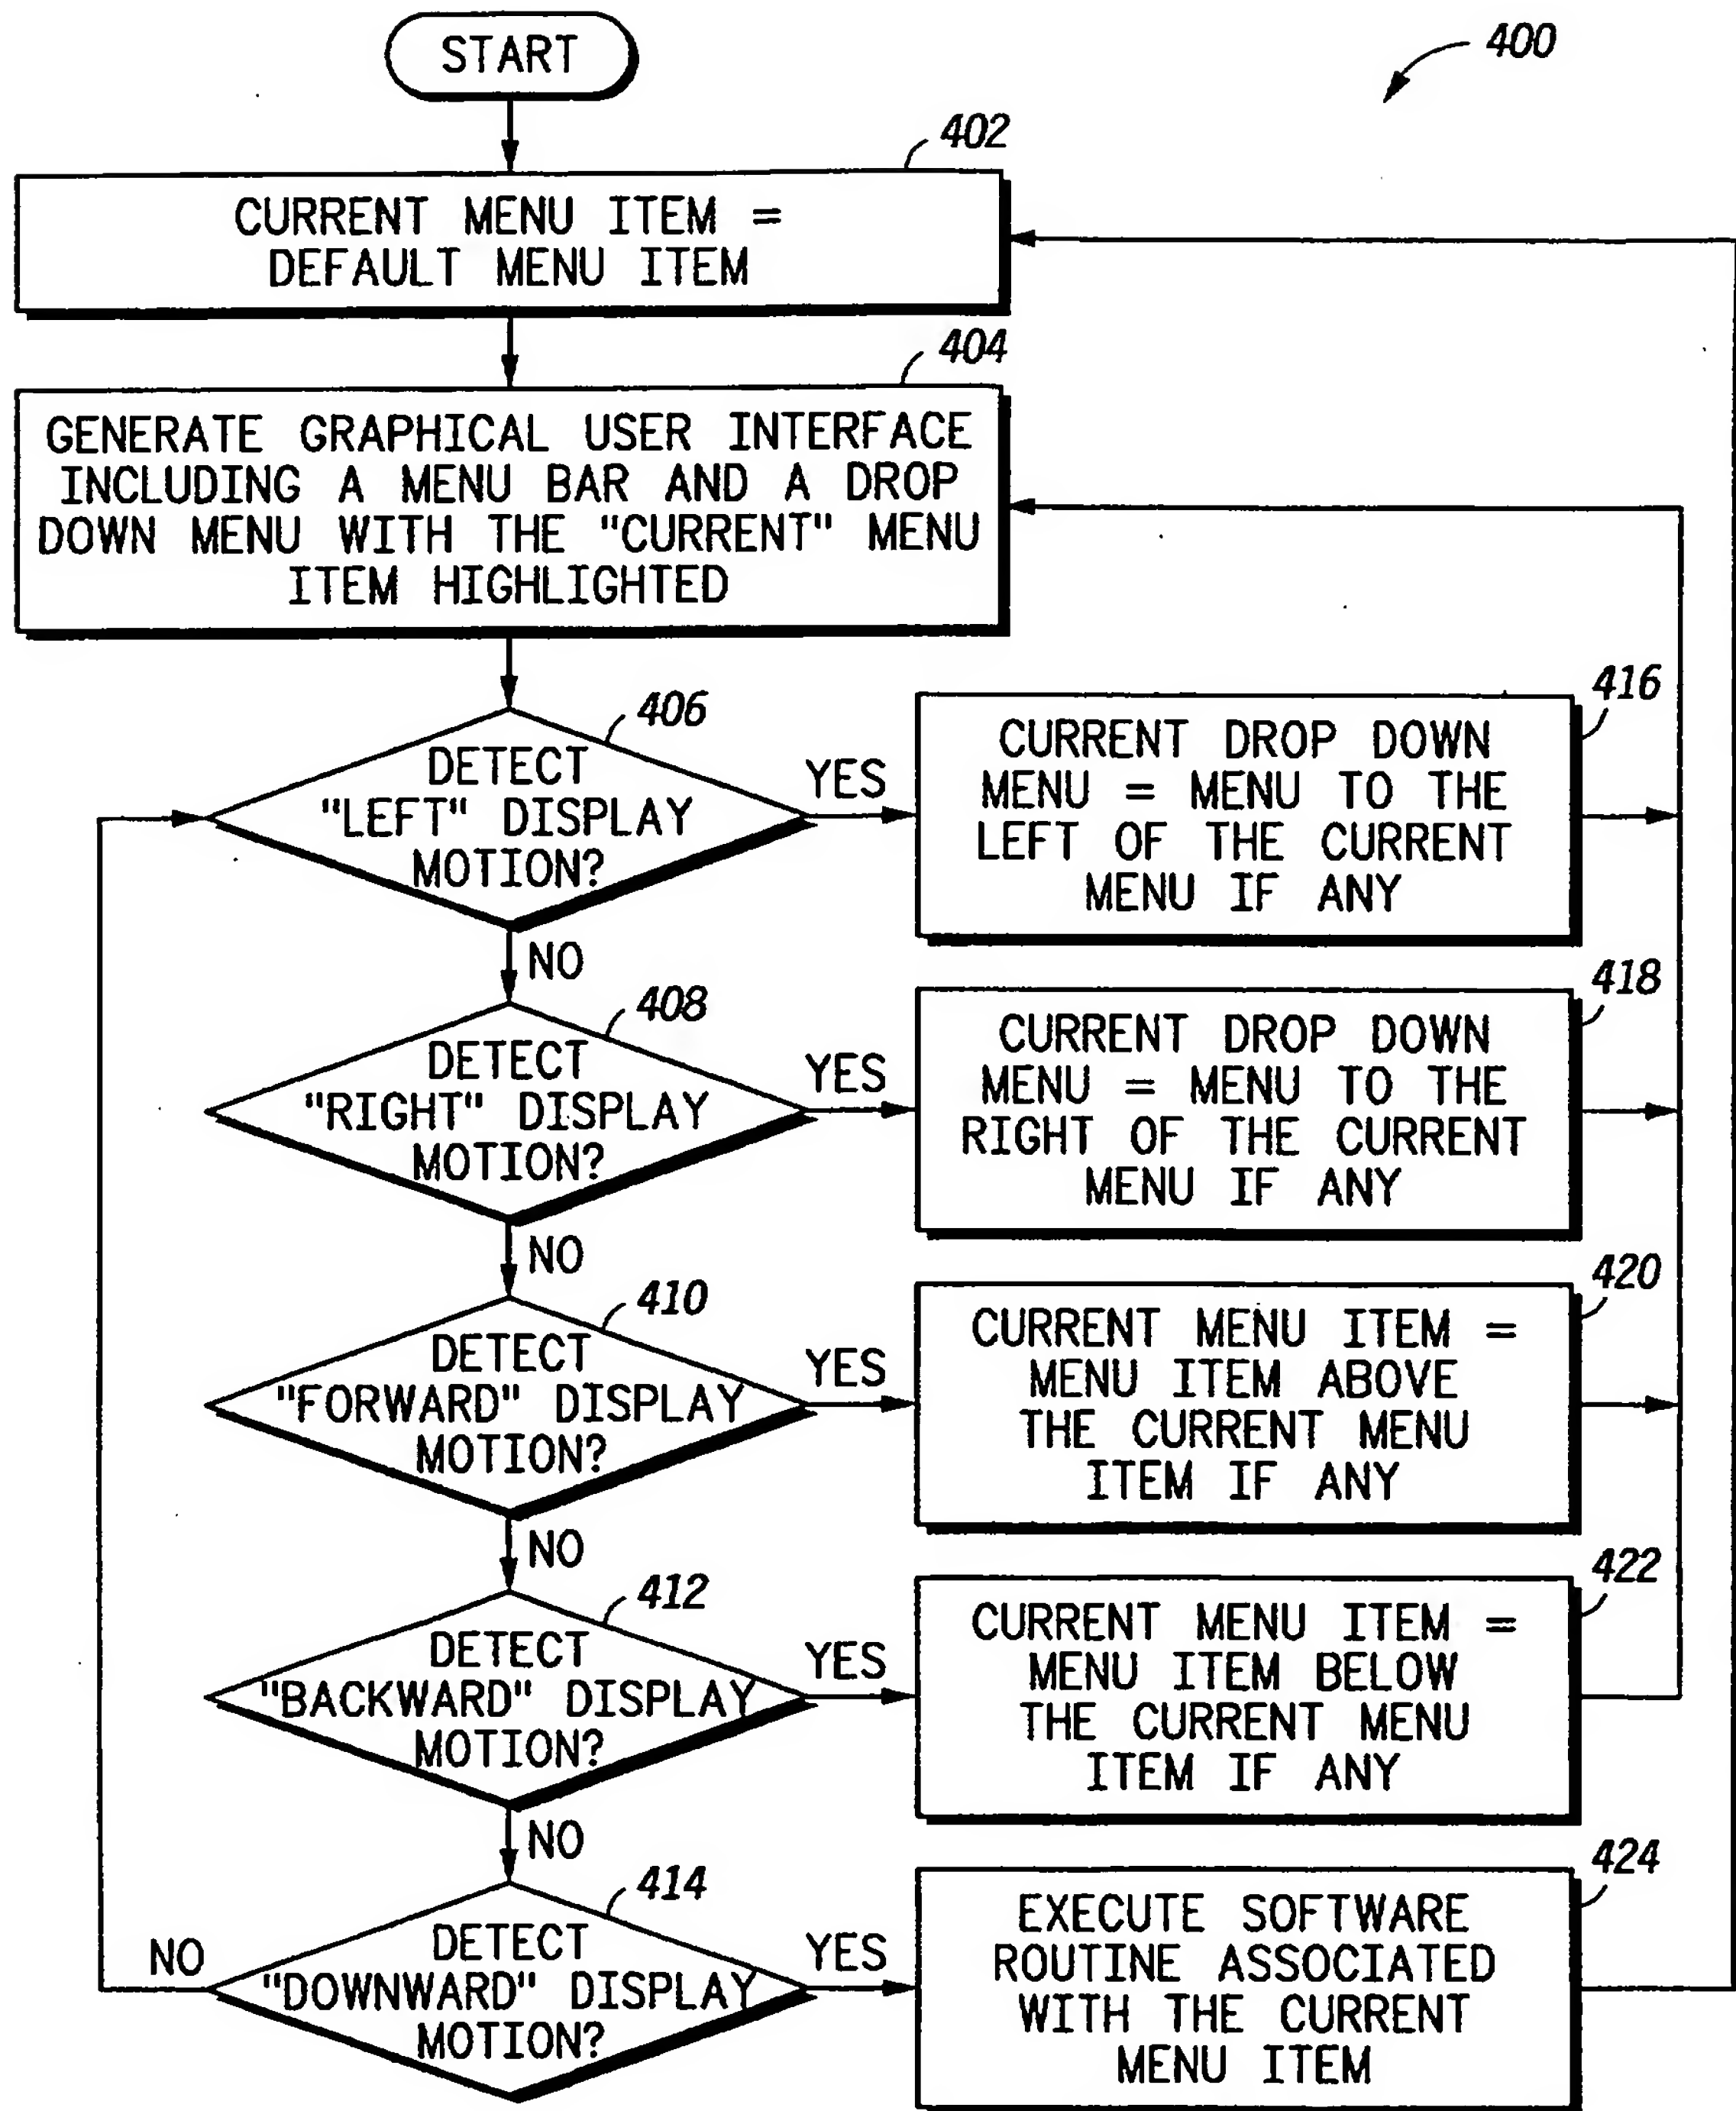 START
400
402
CURRENT MENU ITEM =
DEFAULT MENU ITEM
404
GENERATE GRAPHICAL USER INTERFACE
INCLUDING A MENU BAR AND A DROP
DOWN MENU WITH THE "CURRENT" MENU
ITEM HIGHLIGHTED
406
DETECT
"LEFT" DISPLAY
MOTION?
YES
NO
416
CURRENT DROP DOWN
MENU = MENU TO THE
LEFT OF THE CURRENT
MENU IF ANY
408
DETECT
"RIGHT" DISPLAY
MOTION?
YES
NO
418
CURRENT DROP DOWN
MENU = MENU TO THE
RIGHT OF THE CURRENT
MENU IF ANY
410
DETECT
"FORWARD" DISPLAY
MOTION?
YES
NO
420
CURRENT MENU ITEM =
MENU ITEM ABOVE
THE CURRENT MENU
ITEM IF ANY
412
DETECT
"BACKWARD" DISPLAY
MOTION?
YES
NO
422
CURRENT MENU ITEM =
MENU ITEM BELOW
THE CURRENT MENU
ITEM IF ANY
414
DETECT
"DOWNWARD" DISPLAY
MOTION?
NO
YES
424
EXECUTE SOFTWARE
ROUTINE ASSOCIATED
WITH THE CURRENT
MENU ITEM